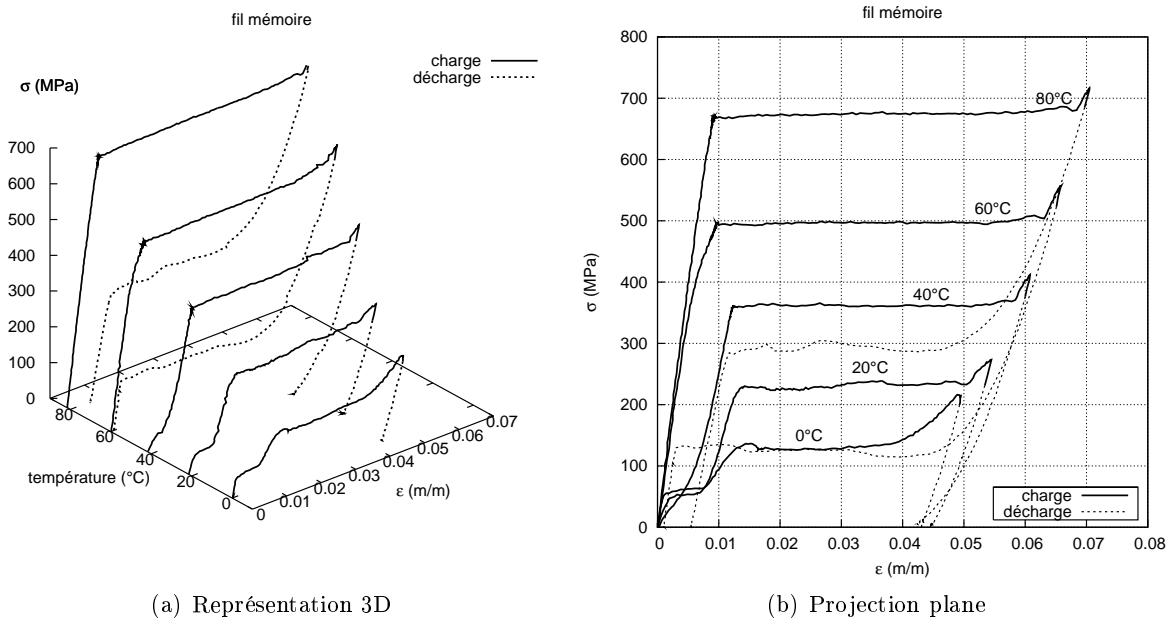 fil mémoire
σ (MPa)
charge
décharge
700
600
500
400
300
200
100
0
80
60
40
20
0
température (°C)
0
0.01
0.02
0.03
0.04
0.05
0.06
0.07
ε (m/m)
(a) Représentation 3D
fil mémoire
800
700
600
500
400
300
200
100
0
σ (MPa)
80°C
60°C
40°C
20°C
0°C
charge
décharge
0
0.01
0.02
0.03
0.04
0.05
0.06
0.07
0.08
ε (m/m)
(b) Projection plane